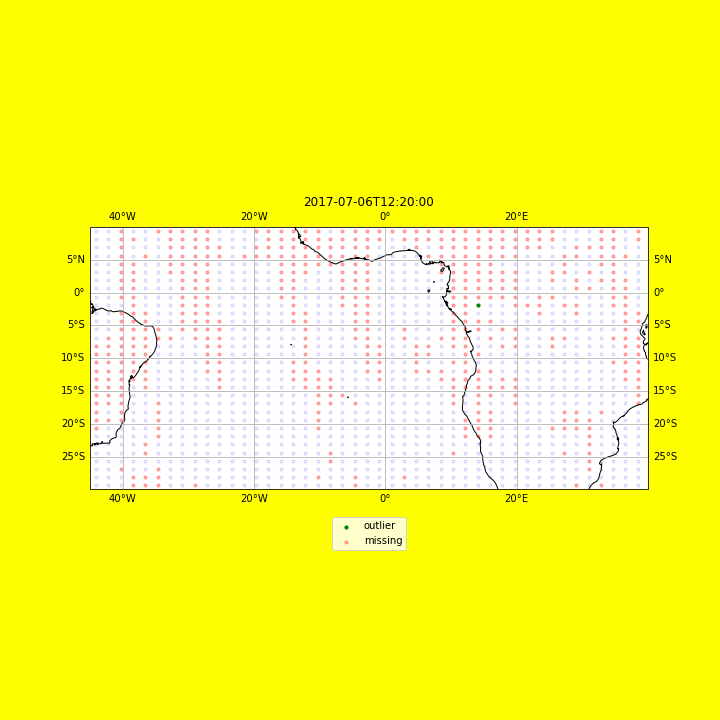 2017-07-06T12:20:00
40°W 20°W 0° 20°E
5°N 5°N
0° 0°
5°S 5°S
10°S 10°S
15°S 15°S
20°S 20°S
25°S 25°S
40°W 20°W 0° 20°E
outlier
missing